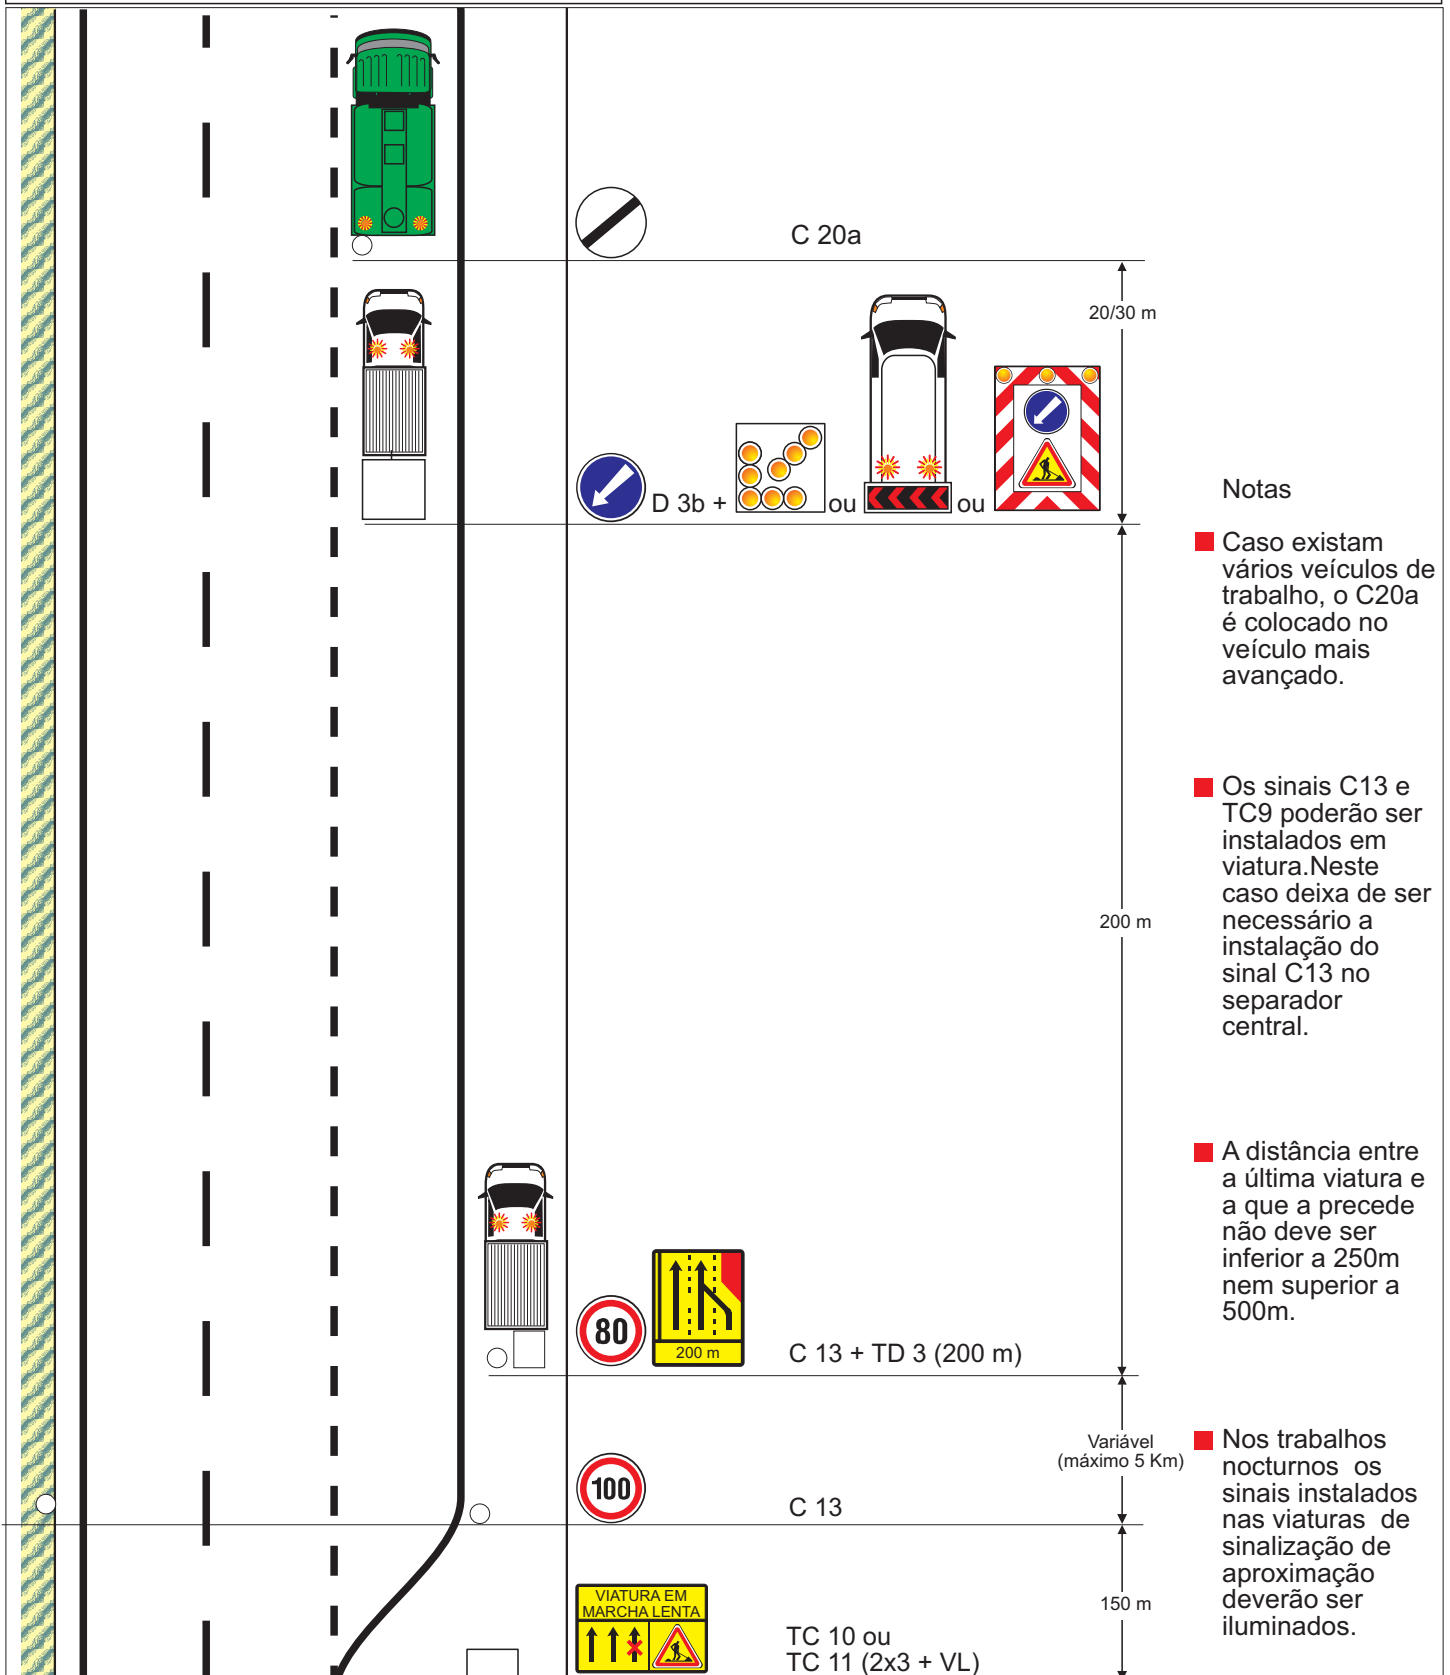 C 20a
20/30 m
D 3b + ou ou
Notas
Caso existam
vários veículos de
trabalho, o C20a
é colocado no
veículo mais
avançado.
Os sinais C13 e
TC9 poderão ser
instalados em
viatura.Neste
caso deixa de ser
necessário a
instalação do
sinal C13 no
separador
central.
200 m
A distância entre
a última viatura e
a que a precede
não deve ser
inferior a 250m
nem superior a
500m.
80
200 m
C 13 + TD 3 (200 m)
Variável
(máximo 5 Km)
100
C 13
Nos trabalhos
nocturnos os
sinais instalados
nas viaturas de
sinalização de
aproximação
deverão ser
iluminados.
150 m
VIATURA EM
MARCHA LENTA
TC 10 ou
TC 11 (2x3 + VL)